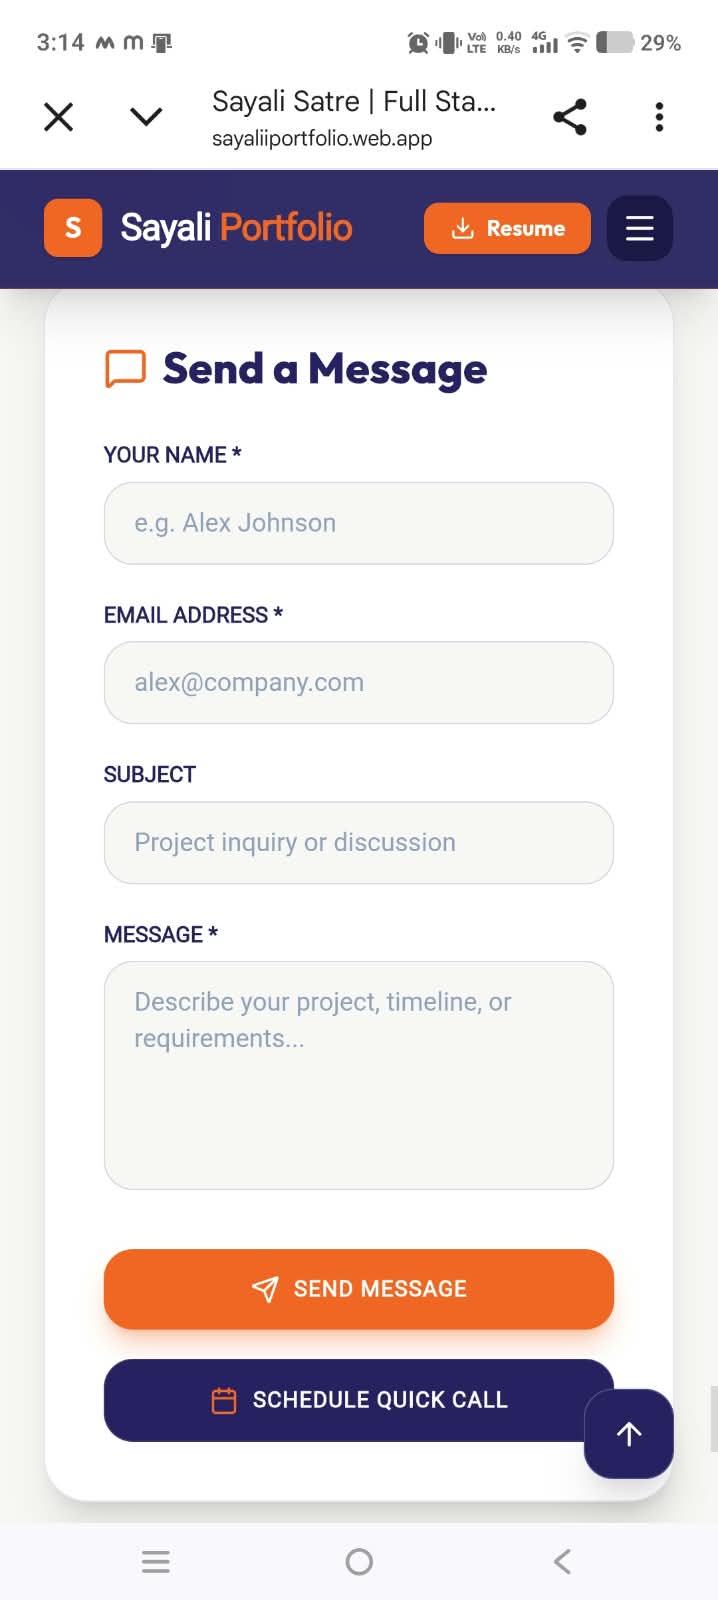 3:14
Vo) LTE
0.40 KB/s
4G
29%
Sayali Satre | Full Sta...
sayaliiportfolio.web.app
S
Sayali Portfolio
Resume
Send a Message
YOUR NAME *
e.g. Alex Johnson
EMAIL ADDRESS *
alex@company.com
SUBJECT
Project inquiry or discussion
MESSAGE *
Describe your project, timeline, or
requirements...
SEND MESSAGE
SCHEDULE QUICK CALL